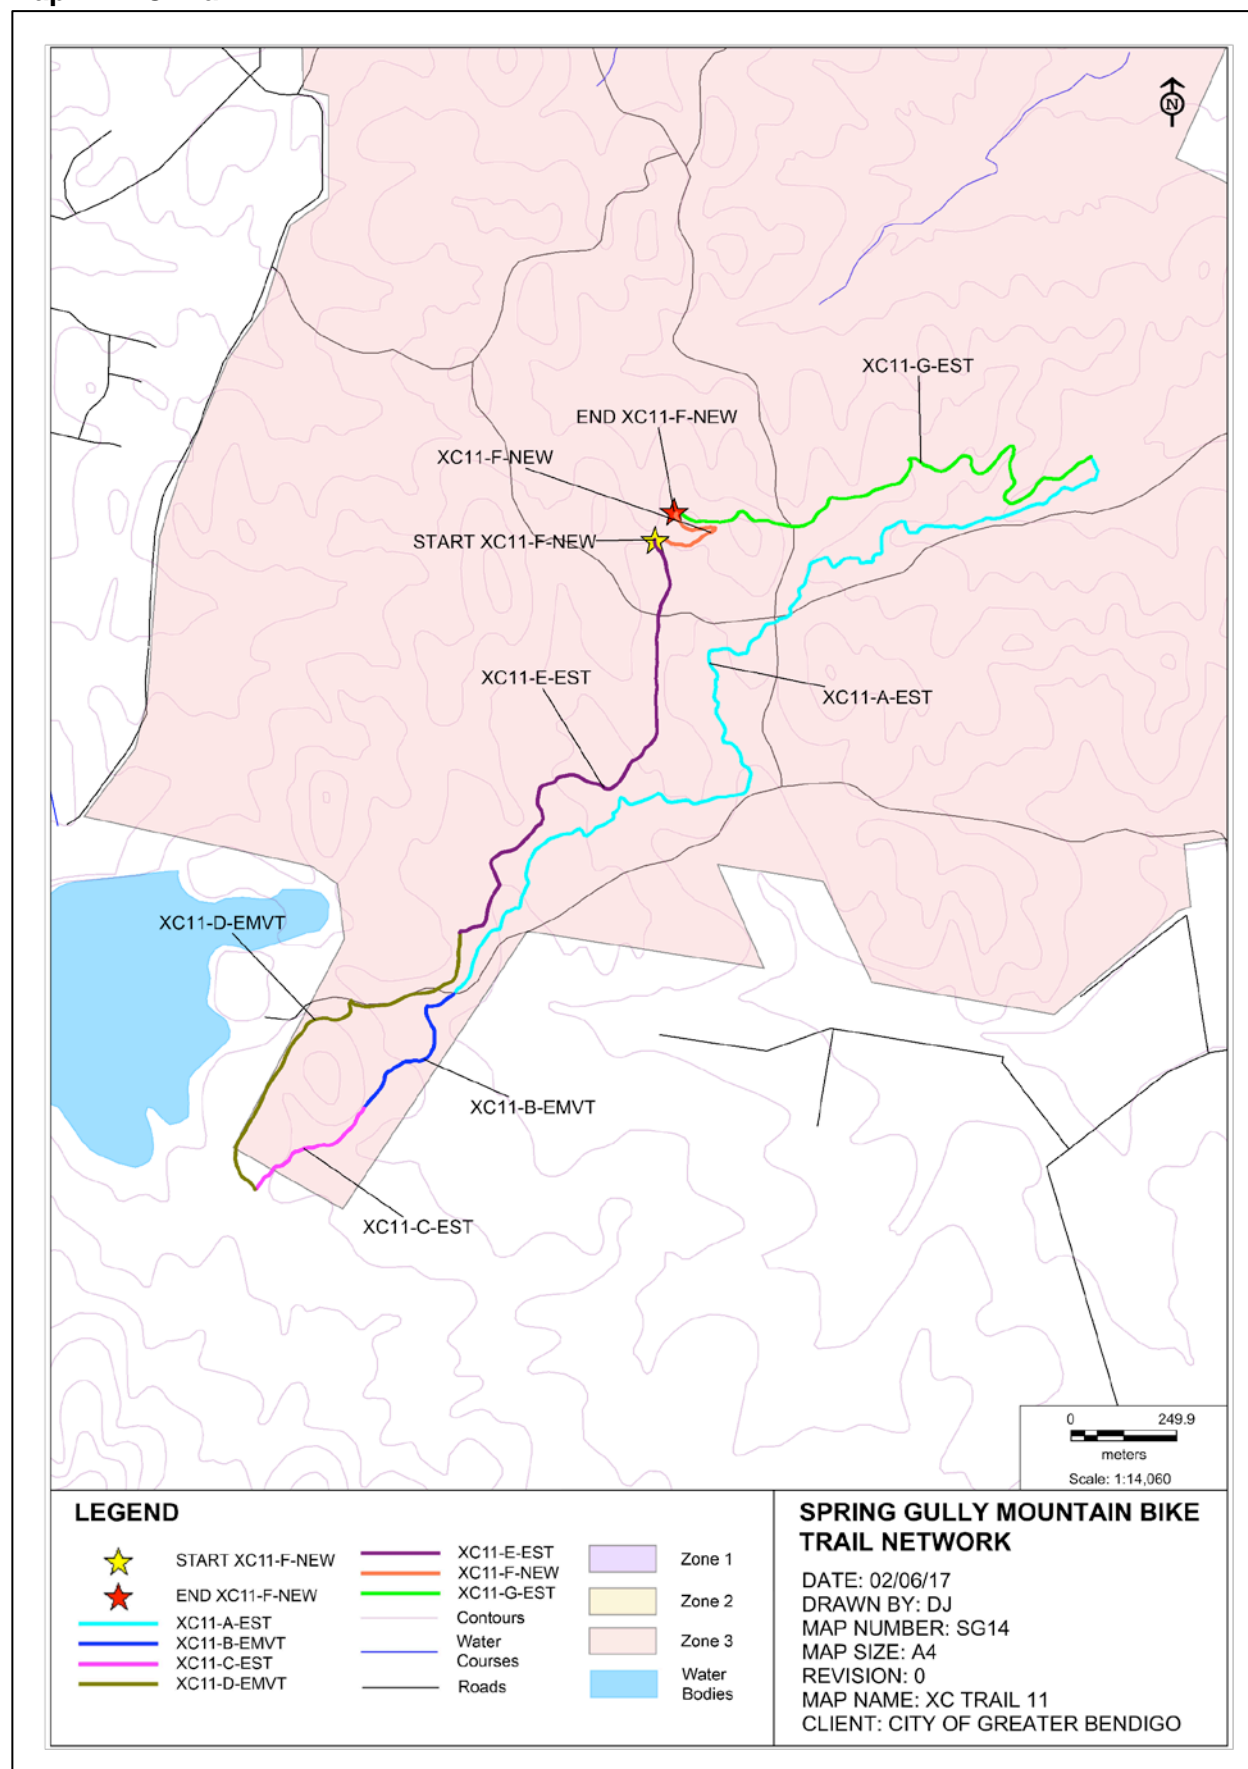 N
XC11-G-EST
END XC11-F-NEW
XC11-F-NEW
START XC11-F-NEW
XC11-E-EST
XC11-A-EST
XC11-D-EMVT
XC11-B-EMVT
XC11-C-EST
0 249.9
meters
Scale: 1:14,060
LEGEND
START XC11-F-NEW
END XC11-F-NEW
XC11-A-EST
XC11-B-EMVT
XC11-C-EST
XC11-D-EMVT
XC11-E-EST
XC11-F-NEW
XC11-G-EST
Contours
Water
Courses
Roads
Zone 1
Zone 2
Zone 3
Water
Bodies
SPRING GULLY MOUNTAIN BIKE
TRAIL NETWORK
DATE: 02/06/17
DRAWN BY: DJ
MAP NUMBER: SG14
MAP SIZE: A4
REVISION: 0
MAP NAME: XC TRAIL 11
CLIENT: CITY OF GREATER BENDIGO